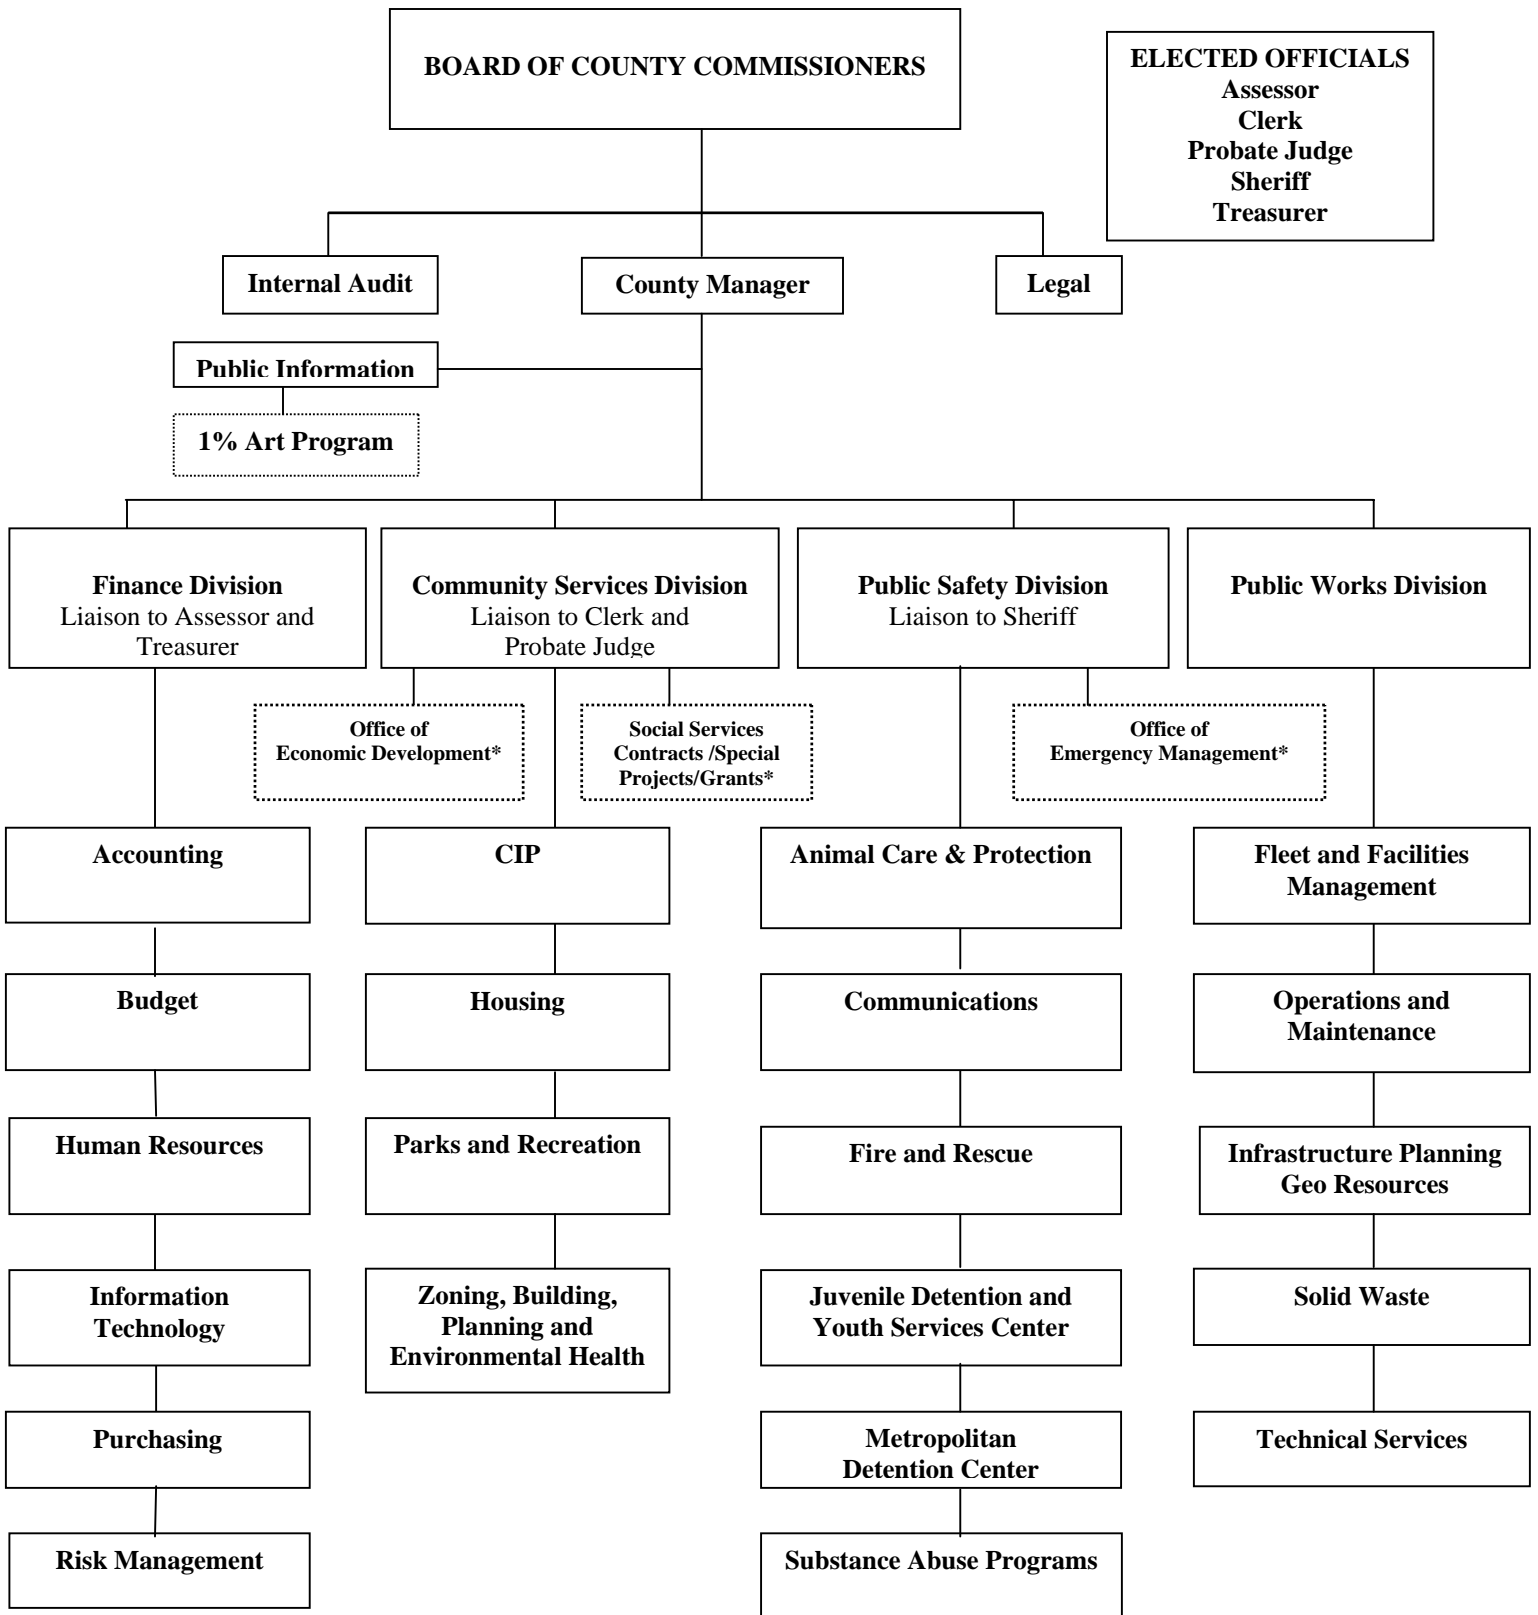 BOARD OF COUNTY COMMISSIONERS
ELECTED OFFICIALS
Assessor
Clerk
Probate Judge
Sheriff
Treasurer
Internal Audit
County Manager
Legal
Public Information
1% Art Program
Finance Division
Liaison to Assessor and
Treasurer
Community Services Division
Liaison to Clerk and
Probate Judge
Public Safety Division
Liaison to Sheriff
Public Works Division
Office of
Economic Development*
Social Services
Contracts /Special
Projects/Grants*
Office of
Emergency Management*
Accounting
CIP
Animal Care & Protection
Fleet and Facilities
Management
Budget
Housing
Communications
Operations and
Maintenance
Human Resources
Parks and Recreation
Fire and Rescue
Infrastructure Planning
Geo Resources
Information
Technology
Zoning, Building,
Planning and
Environmental Health
Juvenile Detention and
Youth Services Center
Solid Waste
Purchasing
Metropolitan
Detention Center
Technical Services
Risk Management
Substance Abuse Programs